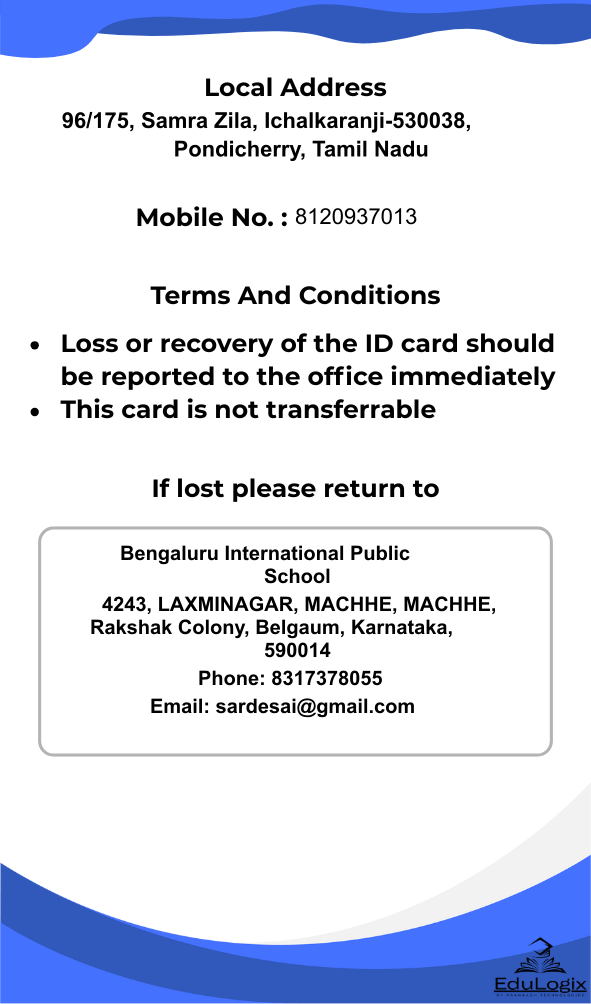 Local Address
96/175, Samra Zila, Ichalkaranji-530038,
Pondicherry, Tamil Nadu
Mobile No. : 8120937013
Terms And Conditions
• Loss or recovery of the ID card should
be reported to the office immediately
• This card is not transferrable
If lost please return to
Bengaluru International Public
School
4243, LAXMINAGAR, MACHHE, MACHHE,
Rakshak Colony, Belgaum, Karnataka,
590014
Phone: 8317378055
Email: sardesai@gmail.com
EduLogix